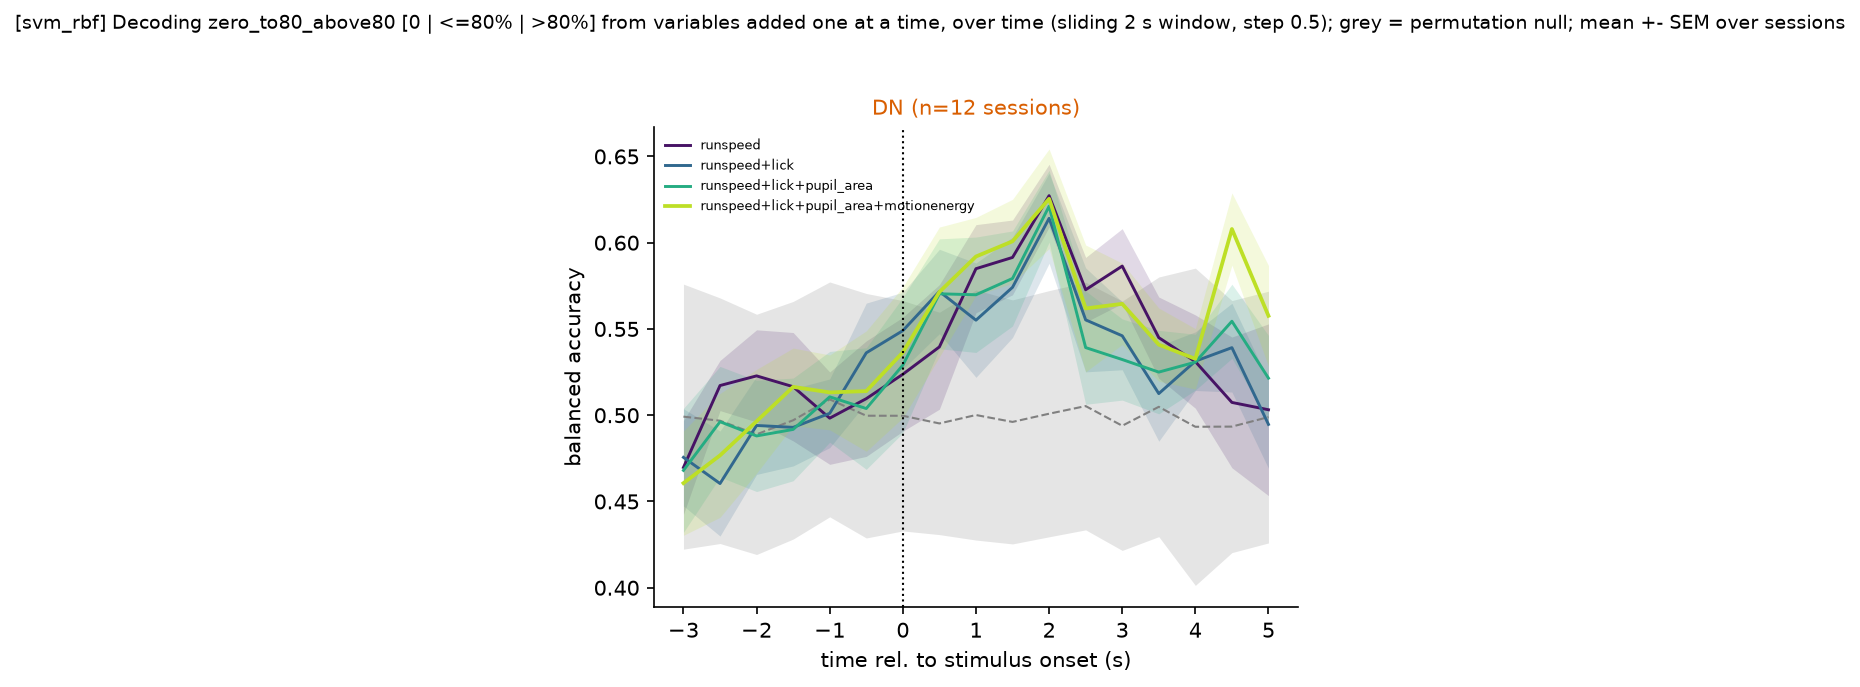 [svm_rbf] Decoding zero_to80_above80 [0 | <=80% | >80%] from variables added one at a time, over time (sliding 2 s window, step 0.5); grey = permutation null; mean +- SEM over sessions
DN (n=12 sessions)
runspeed
runspeed+lick
runspeed+lick+pupil_area
runspeed+lick+pupil_area+motionenergy
balanced accuracy
0.65
0.60
0.55
0.50
0.45
0.40
−3 −2 −1 0 1 2 3 4 5
time rel. to stimulus onset (s)